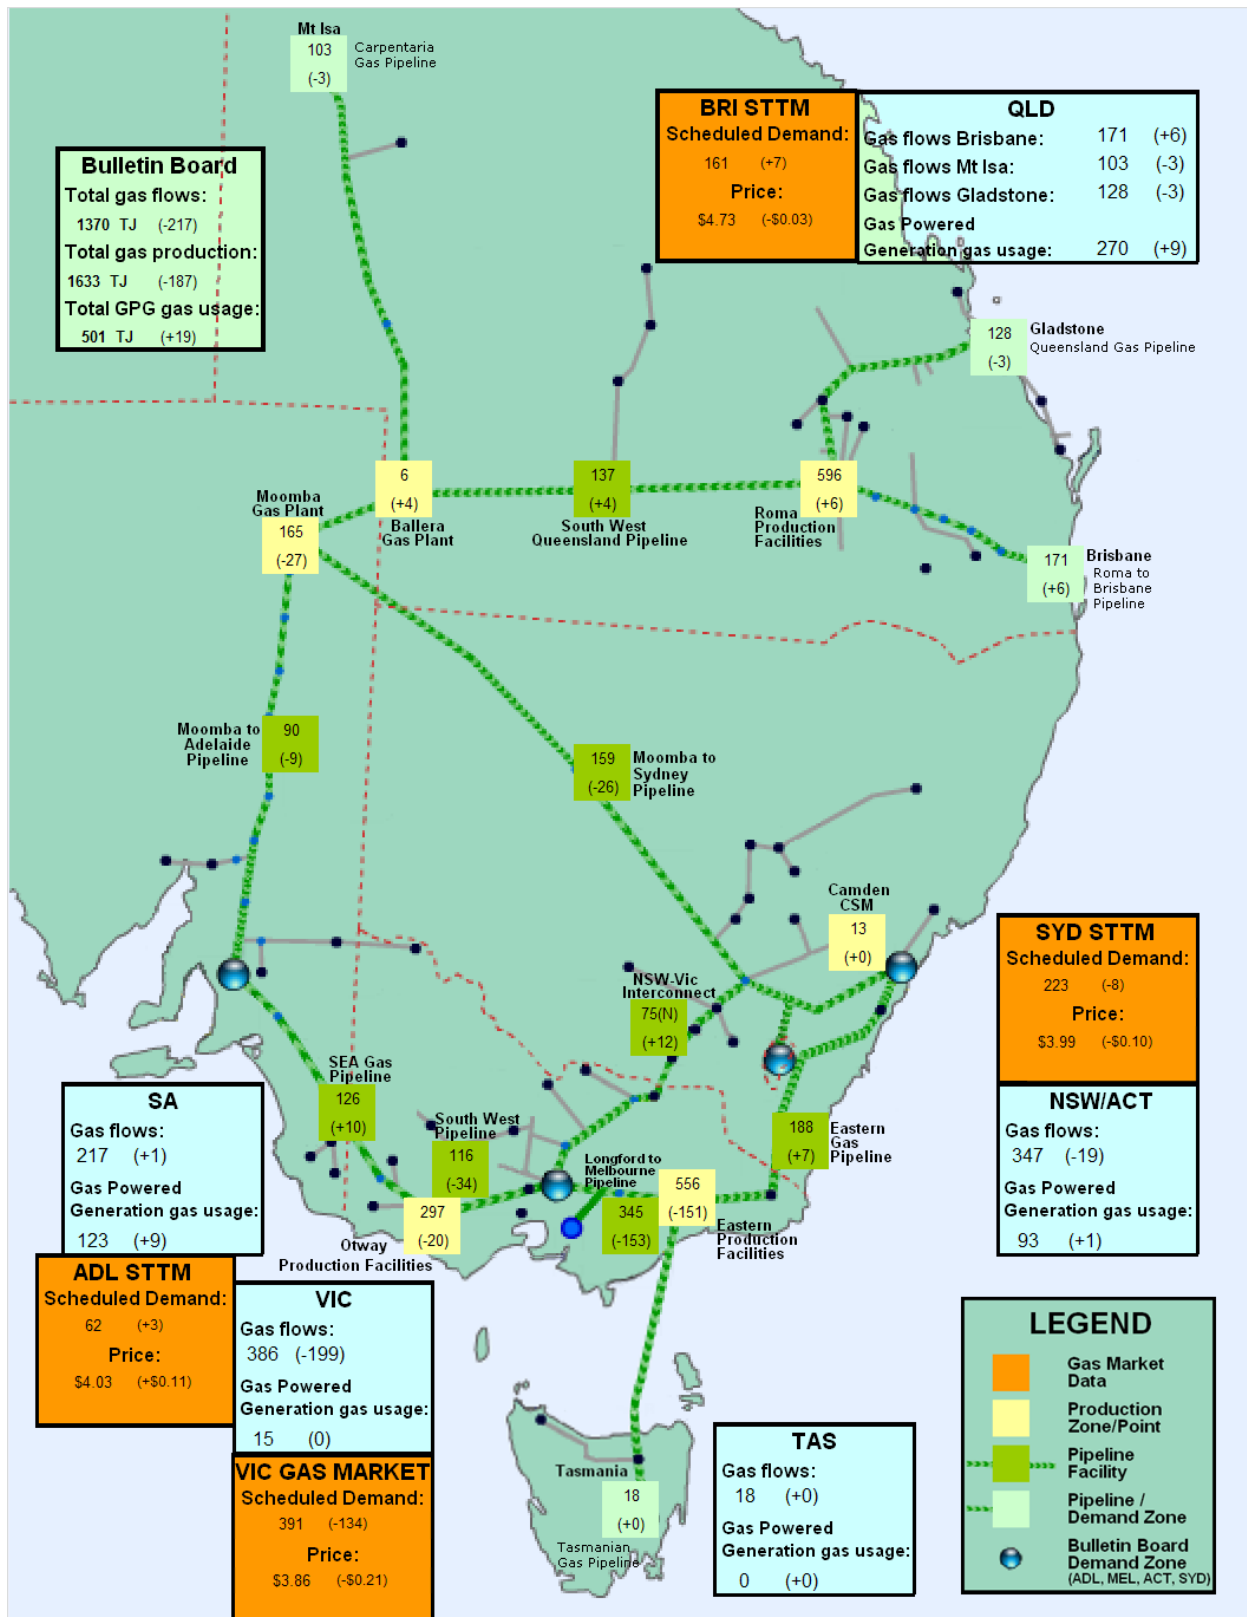 Mt Isa
103
(-3)
Carpentaria
Gas Pipeline
Bulletin Board
Total gas flows:
1370 TJ (-217)
Total gas production:
1633 TJ (-187)
Total GPG gas usage:
501 TJ (+19)
BRI STTM
Scheduled Demand:
161 (+7)
Price:
$4.73 (-$0.03)
QLD
Gas flows Brisbane: 171 (+6)
Gas flows Mt Isa: 103 (-3)
Gas flows Gladstone: 128 (-3)
Gas Powered
Generation gas usage: 270 (+9)
128
(-3)
Gladstone
Queensland Gas Pipeline
6
(+4)
Ballera
Gas Plant
137
(+4)
South West
Queensland Pipeline
596
(+6)
Roma
Production
Facilities
Moomba
Gas Plant
165
(-27)
171
(+6)
Brisbane
Roma to
Brisbane
Pipeline
Moomba to
Adelaide
Pipeline
90
(-9)
159
(-26)
Moomba to
Sydney
Pipeline
Camden
CSM
13
(+0)
NSW-Vic
Interconnect
75(N)
(+12)
SYD STTM
Scheduled Demand:
223 (-8)
Price:
$3.99 (-$0.10)
NSW/ACT
Gas flows:
347 (-19)
Gas Powered
Generation gas usage:
93 (+1)
SEA Gas
Pipeline
126
(+10)
South West
Pipeline
116
(-34)
188
(+7)
Eastern
Gas
Pipeline
Longford to
Melbourne
Pipeline
345
(-153)
556
(-151)
Eastern
Production
Facilities
297
(-20)
Otway
Production Facilities
SA
Gas flows:
217 (+1)
Gas Powered
Generation gas usage:
123 (+9)
ADL STTM
Scheduled Demand:
62 (+3)
Price:
$4.03 (+$0.11)
VIC
Gas flows:
386 (-199)
Gas Powered
Generation gas usage:
15 (0)
VIC GAS MARKET
Scheduled Demand:
391 (-134)
Price:
$3.86 (-$0.21)
Tasmania
18
(+0)
Tasmanian
Gas Pipeline
TAS
Gas flows:
18 (+0)
Gas Powered
Generation gas usage:
0 (+0)
LEGEND
Gas Market
Data
Production
Zone/Point
Pipeline
Facility
Pipeline /
Demand Zone
Bulletin Board
Demand Zone
(ADL, MEL, ACT, SYD)